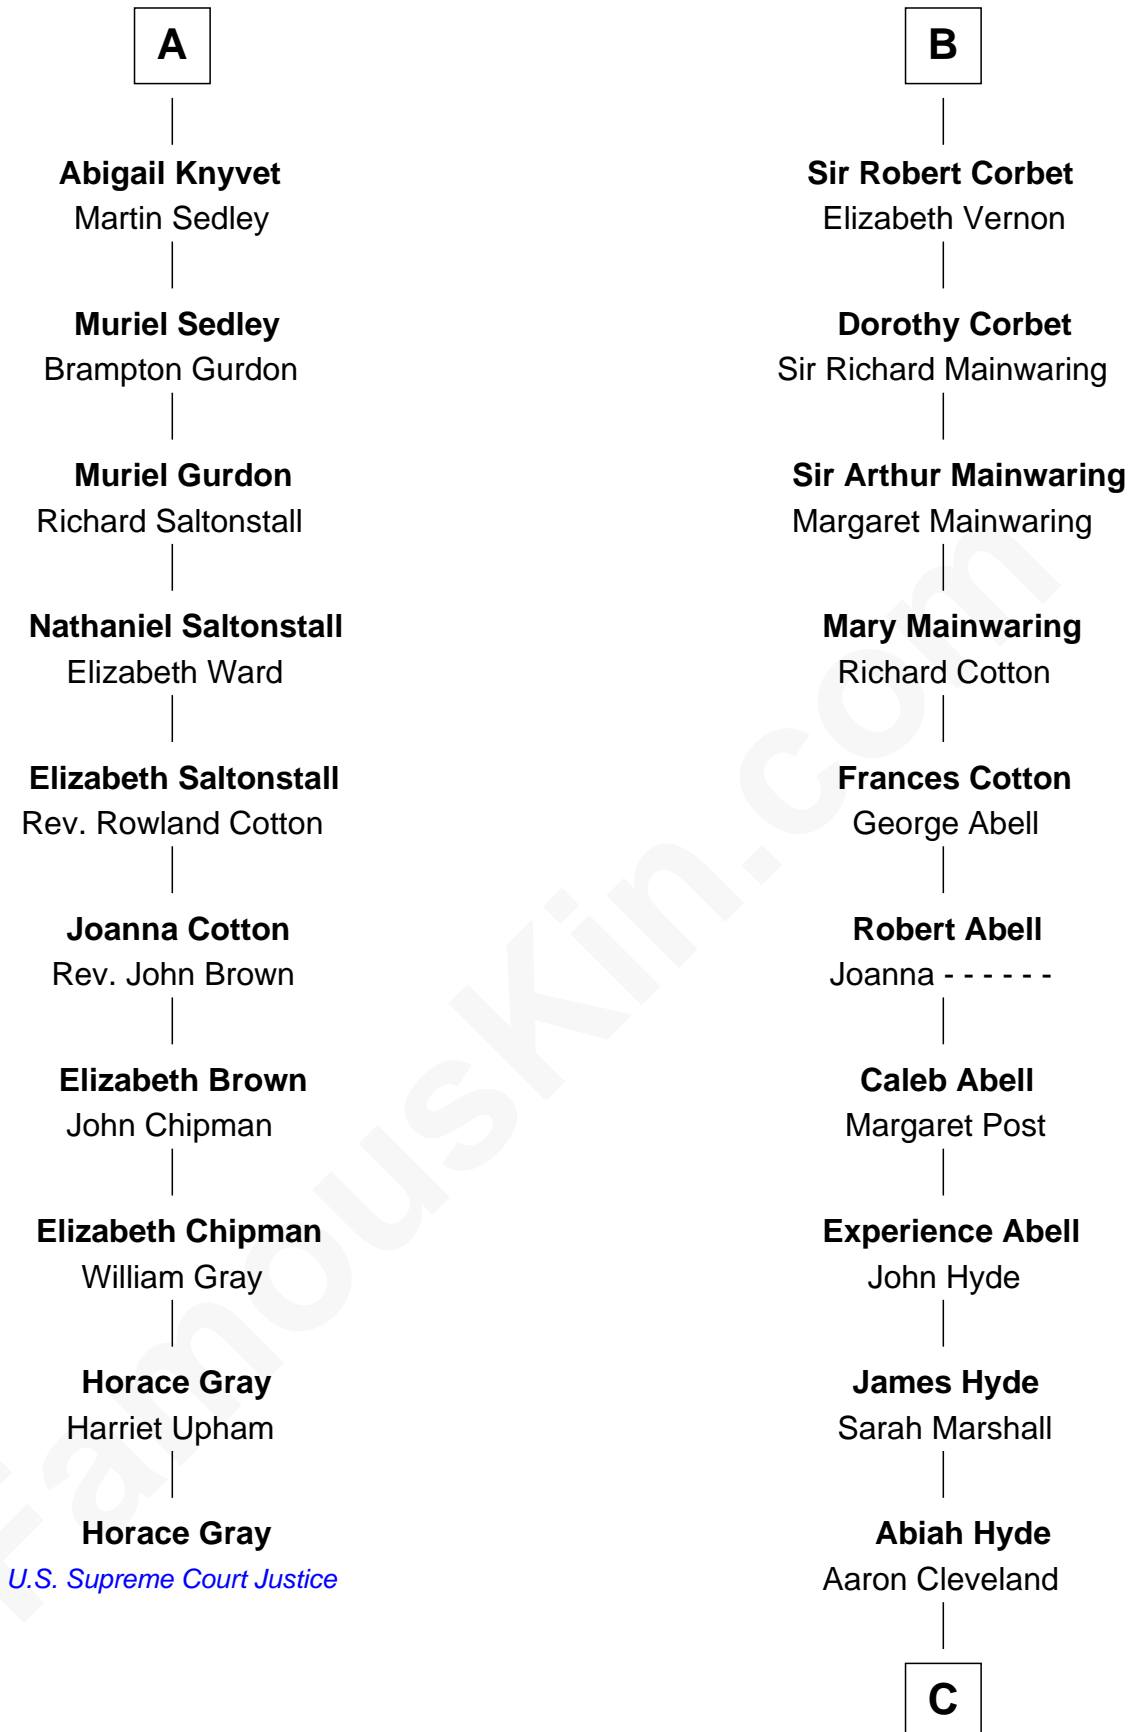 A
Abigail Knyvet
Martin Sedley
Muriel Sedley
Brampton Gurdon
Muriel Gurdon
Richard Saltonstall
Nathaniel Saltonstall
Elizabeth Ward
Elizabeth Saltonstall
Rev. Rowland Cotton
Joanna Cotton
Rev. John Brown
Elizabeth Brown
John Chipman
Elizabeth Chipman
William Gray
Horace Gray
Harriet Upham
Horace Gray
U.S. Supreme Court Justice
B
Sir Robert Corbet
Elizabeth Vernon
Dorothy Corbet
Sir Richard Mainwaring
Sir Arthur Mainwaring
Margaret Mainwaring
Mary Mainwaring
Richard Cotton
Frances Cotton
George Abell
Robert Abell
Joanna - - - - - -
Caleb Abell
Margaret Post
Experience Abell
John Hyde
James Hyde
Sarah Marshall
Abiah Hyde
Aaron Cleveland
C
FamousKin.com